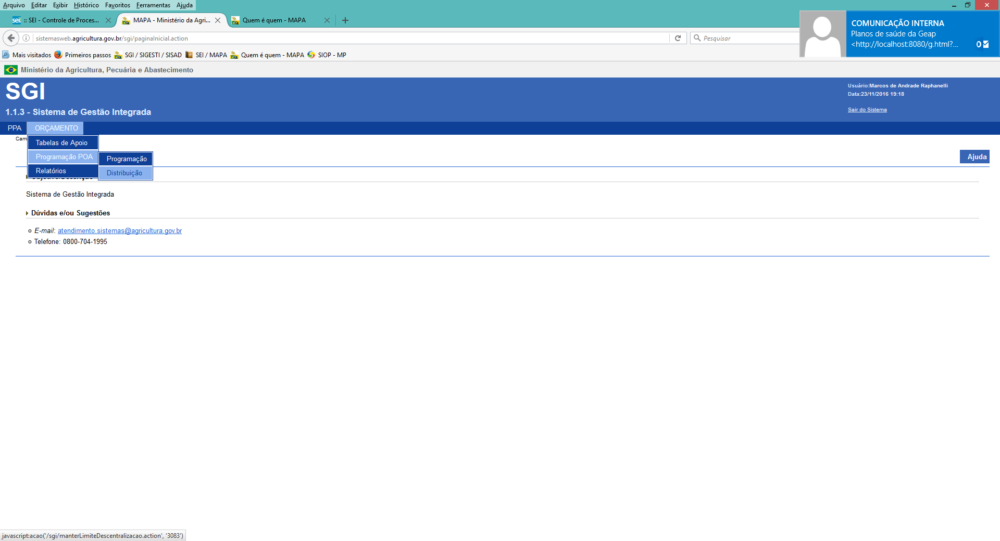 Arquivo Editar Exibir Histórico Favoritos Ferramentas Ajuda
sei! :: SEI - Controle de Proces... MAPA - Ministério da Agri... Quem é quem - MAPA
COMUNICAÇÃO INTERNA
Planos de saúde da Geap
<http://localhost:8080/g.html?... 0
sistemasweb.agricultura.gov.br/sgi/paginaInicial.action Pesquisar
Mais visitados Primeiros passos SGI / SIGESTI / SISAD SEI / MAPA Quem é quem - MAPA SIOP - MP
Ministério da Agricultura, Pecuária e Abastecimento
SGI
1.1.3 - Sistema de Gestão Integrada
Usuário:Marcos de Andrade Raphanelli
Data:23/11/2016 19:18
Sair do Sistema
PPA ORÇAMENTO
Cam
Tabelas de Apoio
Programação POA
Relatórios
Programação
Distribuição
Ajuda
Sistema de Gestão Integrada
Dúvidas e/ou Sugestões
E-mail: atendimento.sistemas@agricultura.gov.br
Telefone: 0800-704-1995
javascript:acao('/sgi/manterLimiteDescentralizacao.action', '3083')